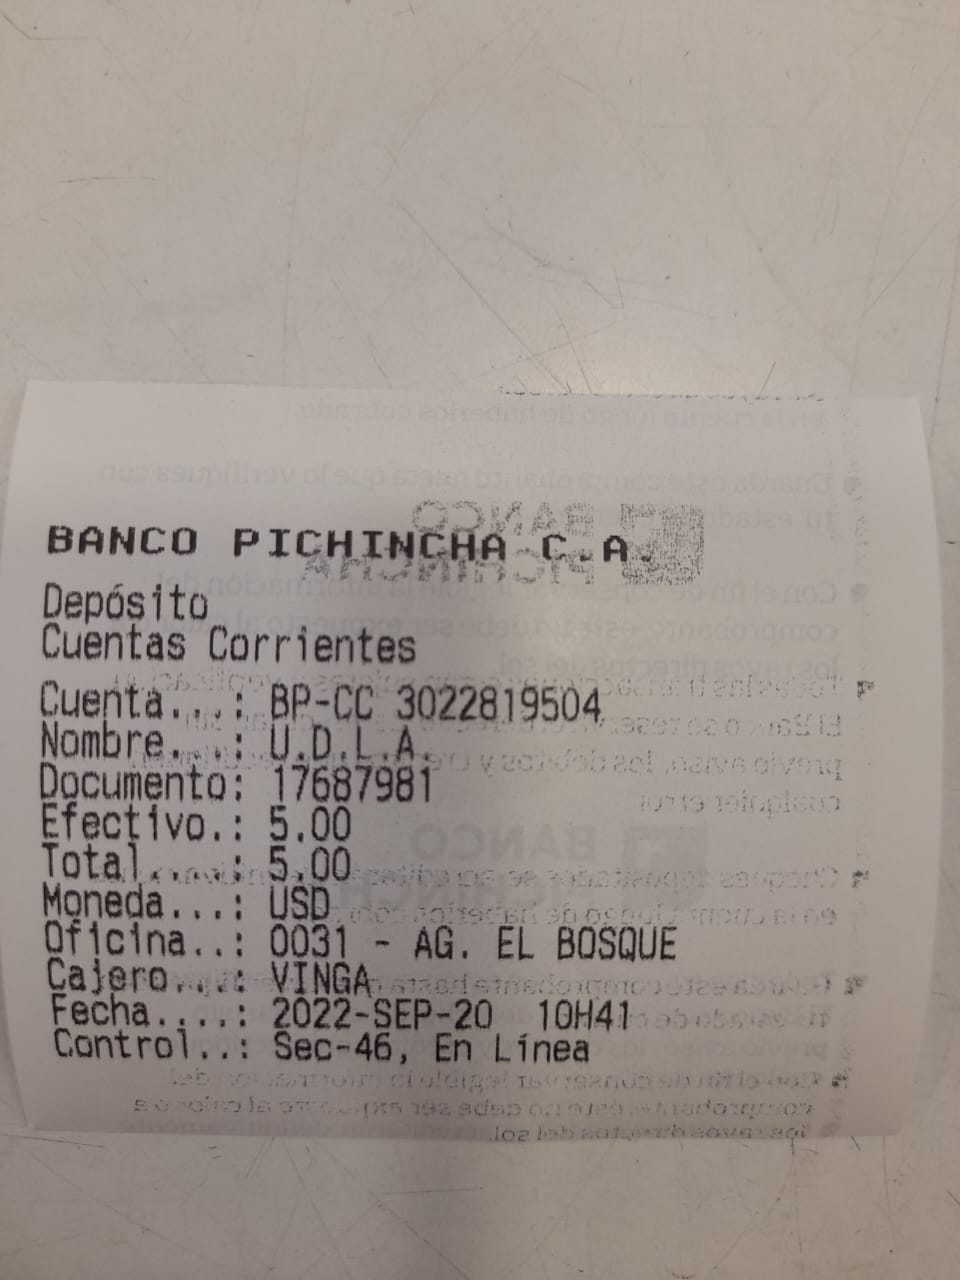 BANCO PICHINCHA C.A.
Depósito
Cuentas Corrientes
Cuenta...: BP-CC 3022819504
Nombre...: U.D.L.A.
Documento: 17687981
Efectivo.: 5.00
Total....: 5.00
Moneda...: USD
Oficina..: 0031 - AG. EL BOSQUE
Cajero...: VINGA
Fecha....: 2022-SEP-20 10H41
Control..: Sec-46, En Línea